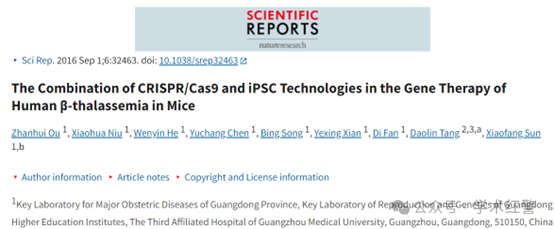 SCIENTIFIC
REPORTS
natureresearch
Sci Rep. 2016 Sep 1;6:32463. doi: 10.1038/srep32463
The Combination of CRISPR/Cas9 and iPSC Technologies in the Gene Therapy of
Human β-thalassemia in Mice
Zhanhui Ou 1, Xiaohua Niu 1, Wenyin He 1, Yuchang Chen 1, Bing Song 1, Yexing Xian 1, Di Fan 1, Daolin Tang 2,3,a, Xiaofang Sun
1,b
▸ Author information ▸ Article notes ▸ Copyright and License information
1Key Laboratory for Major Obstetric Diseases of Guangdong Province, Key Laboratory of Reproduction and Genetics of Guangdong
Higher Education Institutes, The Third Affiliated Hospital of Guangzhou Medical University, Guangzhou, Guangdong, 510150, China
公众号 · 学术经警